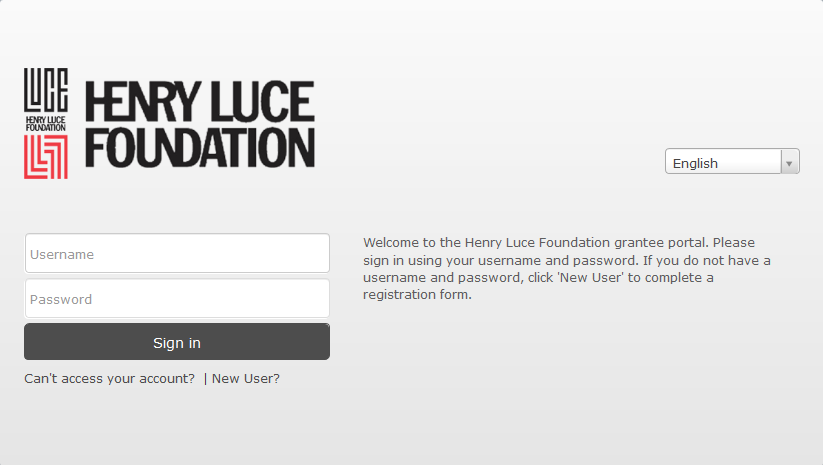 LUCE
HENRY LUCE
FOUNDATION
HENRY LUCE
FOUNDATION
English
Username
Password
Sign in
Can't access your account? | New User?
Welcome to the Henry Luce Foundation grantee portal. Please
sign in using your username and password. If you do not have a
username and password, click 'New User' to complete a
registration form.